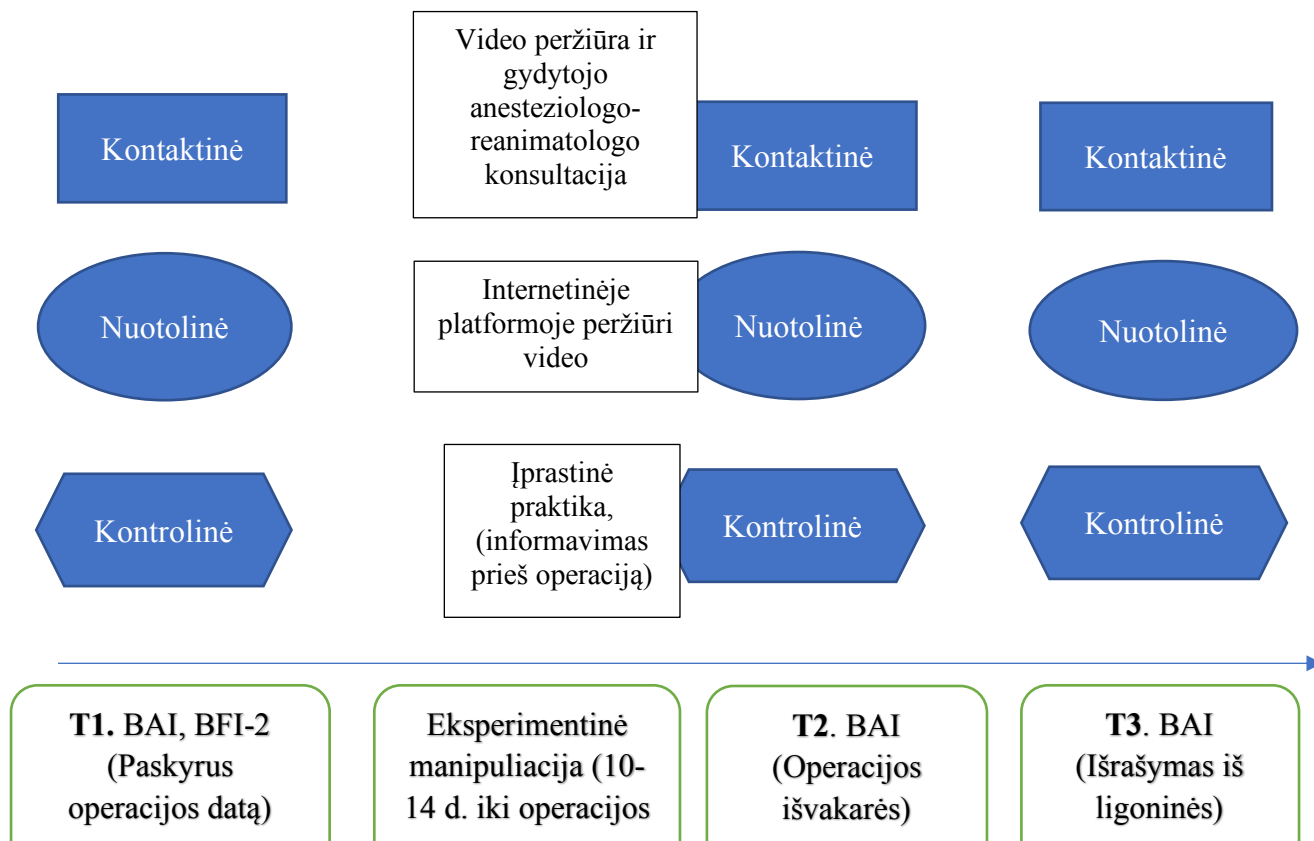 Video peržiūra ir
gydytojo
anesteziologo-
reanimatologo
konsultacija
Kontaktinė
Kontaktinė
Kontaktinė
Internetinėje
platformoje peržiūri
video
Nuotolinė
Nuotolinė
Nuotolinė
Įprastinė
praktika,
(informavimas
prieš operaciją)
Kontrolinė
Kontrolinė
Kontrolinė
T1. BAI, BFI-2
(Paskyrus
operacijos datą)
Eksperimentinė
manipuliacija (10-
14 d. iki operacijos
T2. BAI
(Operacijos
išvakarės)
T3. BAI
(Išrašymas iš
ligoninės)